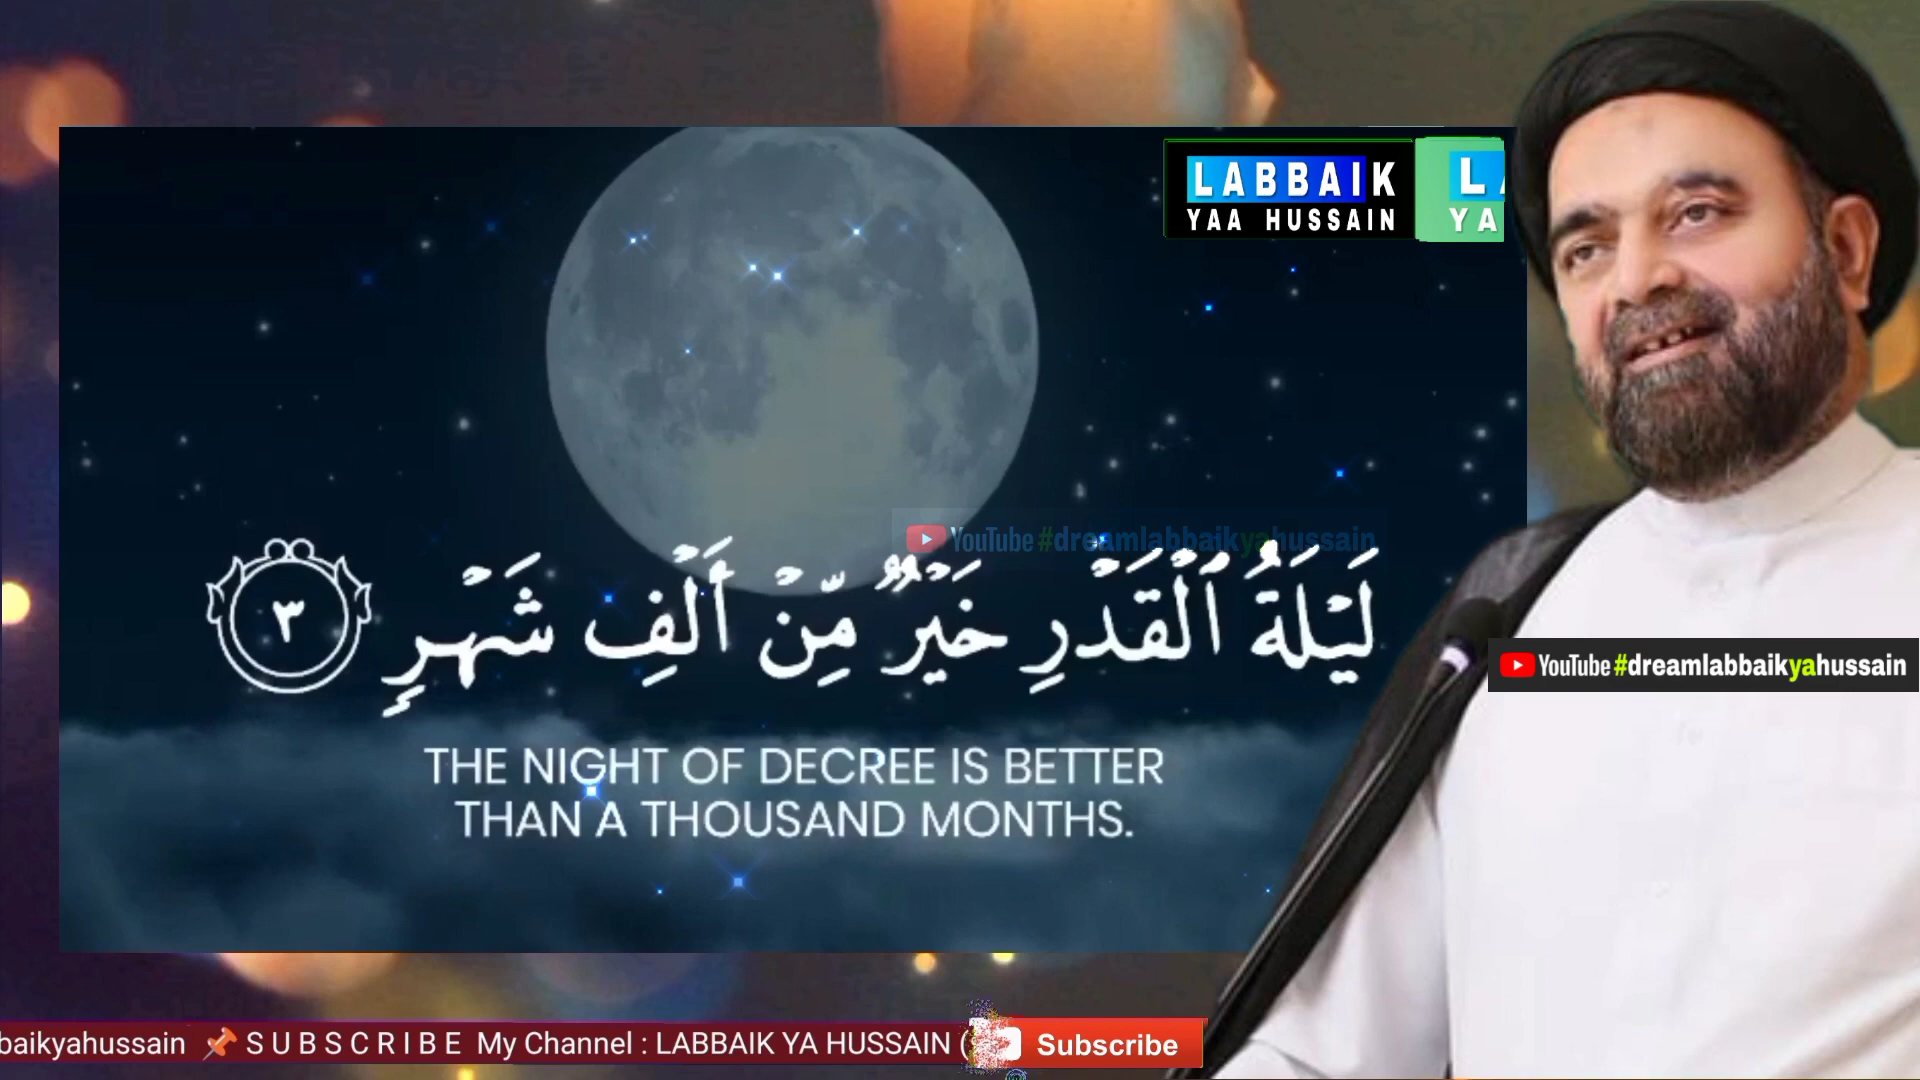 LABBAIK
YAA HUSSAIN
L
YA
YouTube #dreamlabbaikyahussain
لَيْلَةُ ٱلْقَدْرِ خَيْرٌ مِّنْ أَلْفِ شَهْرٍ ٣
YouTube #dreamlabbaikyahussain
THE NIGHT OF DECREE IS BETTER
THAN A THOUSAND MONTHS.
baikyahussain 📌 S U B S C R I B E My Channel : LABBAIK YA HUSSAIN ( Subscribe